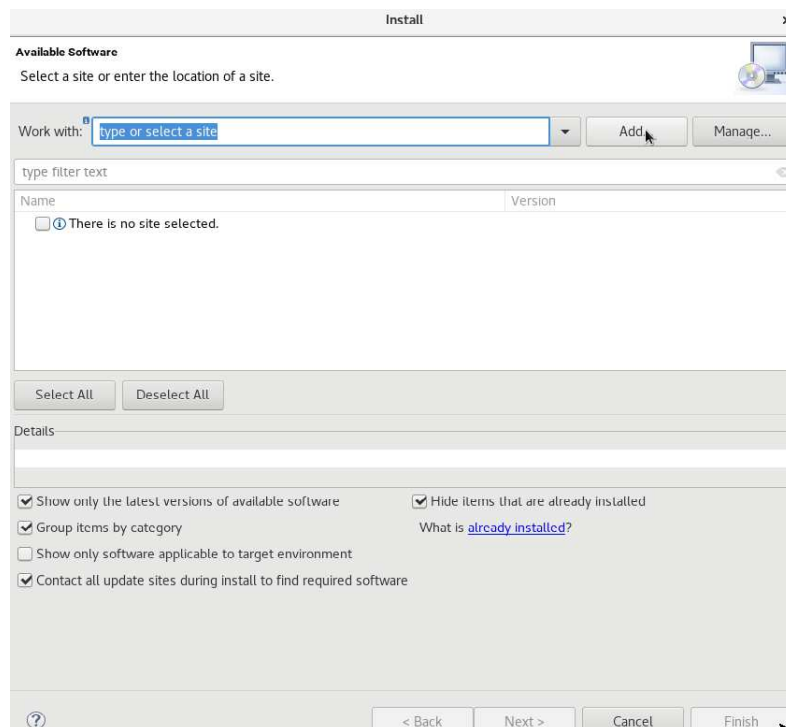 Install
Available Software
Select a site or enter the location of a site.
Work with: type or select a site Add. Manage...
type filter text
Name Version
There is no site selected.
Select All Deselect All
Details
Show only the latest versions of available software Hide items that are already installed
Group items by category What is already installed?
Show only software applicable to target environment
Contact all update sites during install to find required software
? < Back Next > Cancel Finish